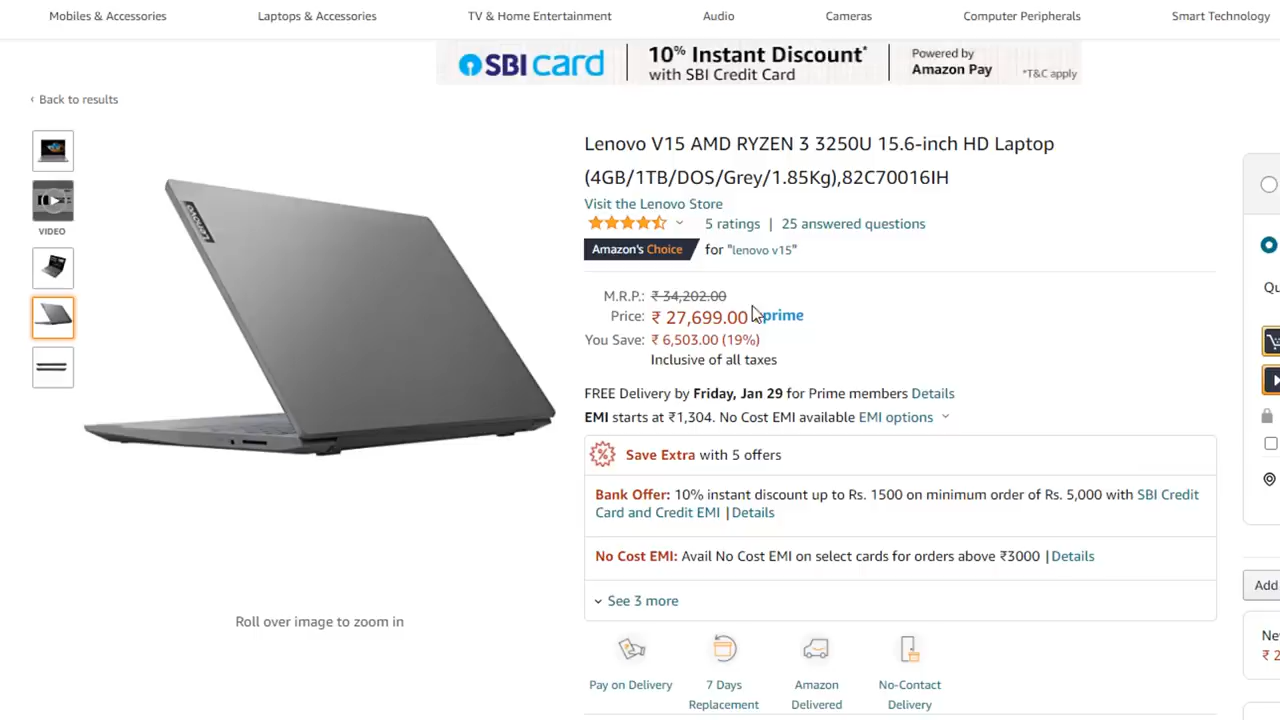 Mobiles & Accessories Laptops & Accessories TV & Home Entertainment Audio Cameras Computer Peripherals Smart Technology
SBI card 10% Instant Discount* with SBI Credit Card Powered by Amazon Pay *T&C apply
‹ Back to results
Lenovo V15 AMD RYZEN 3 3250U 15.6-inch HD Laptop
(4GB/1TB/DOS/Grey/1.85Kg),82C70016IH
Visit the Lenovo Store
5 ratings | 25 answered questions
Amazon's Choice for "lenovo v15"
VIDEO
Lenovo
M.R.P.: ₹ 34,202.00
Price: ₹ 27,699.00 prime
You Save: ₹ 6,503.00 (19%)
Inclusive of all taxes
FREE Delivery by Friday, Jan 29 for Prime members Details
EMI starts at ₹1,304. No Cost EMI available EMI options
Save Extra with 5 offers
Bank Offer: 10% instant discount up to Rs. 1500 on minimum order of Rs. 5,000 with SBI Credit
Card and Credit EMI | Details
No Cost EMI: Avail No Cost EMI on select cards for orders above ₹3000 | Details
See 3 more
Roll over image to zoom in
Pay on Delivery
7 Days Replacement
Amazon Delivered
No-Contact Delivery
Add